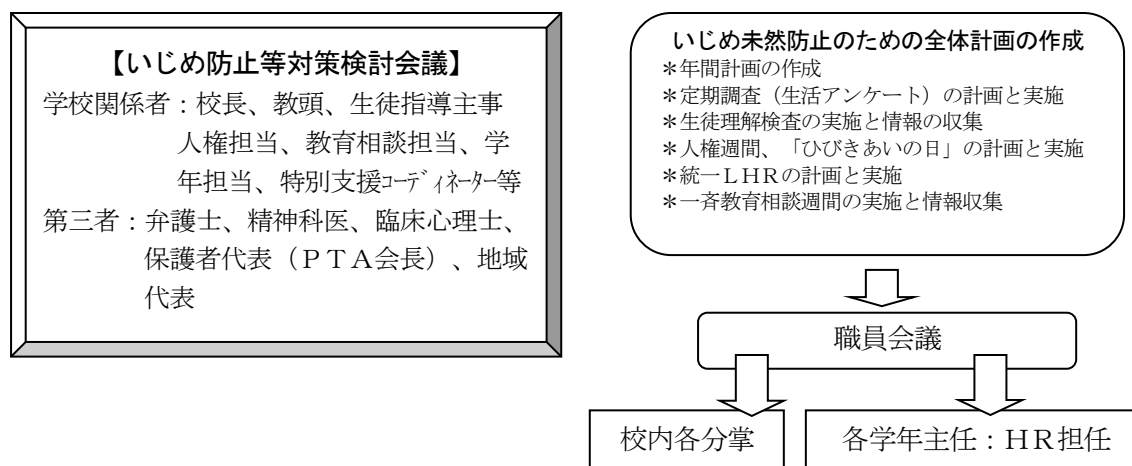 【いじめ防止等対策検討会議】
学校関係者：校長、教頭、生徒指導主事
人権担当、教育相談担当、学
年担当、特別支援ｺｰﾃﾞｨﾈｰﾀｰ等
第三者：弁護士、精神科医、臨床心理士、
保護者代表（ＰＴＡ会長）、地域
代表
いじめ未然防止のための全体計画の作成
＊年間計画の作成
＊定期調査（生活アンケート）の計画と実施
＊生徒理解検査の実施と情報の収集
＊人権週間、「ひびきあいの日」の計画と実施
＊統一ＬＨＲの計画と実施
＊一斉教育相談週間の実施と情報収集
職員会議
校内各分掌
各学年主任：ＨＲ担任